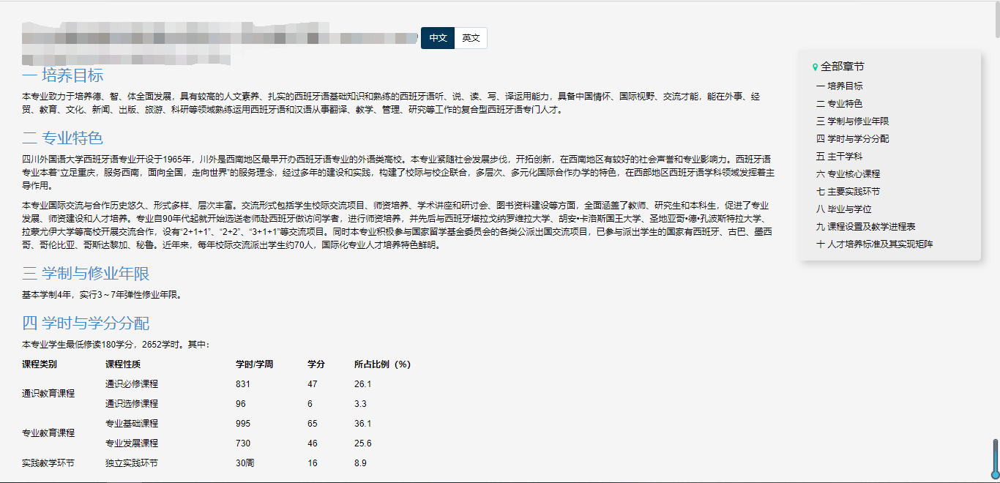 中文 英文
一 培养目标
本专业致力于培养德、智、体全面发展，具有较高的人文素养、扎实的西班牙语基础知识和熟练的西班牙语听、说、读、写、译运用能力，具备中国情怀、国际视野、交流才能，能在外事、经
贸、教育、文化、新闻、出版、旅游、科研等领域熟练运用西班牙语和汉语从事翻译、教学、管理、研究等工作的复合型西班牙语专门人才。
二 专业特色
四川外国语大学西班牙语专业开设于1965年，川外是西南地区最早开办西班牙语专业的外语类高校。本专业紧随社会发展步伐，开拓创新，在西南地区有较好的社会声誉和专业影响力。西班牙语
专业本着“立足重庆，服务西南，面向全国，走向世界”的服务理念，经过多年的建设和实践，构建了校际与校企联合，多层次、多元化国际合作办学的特色，在西部地区西班牙语学科领域发挥着主
导作用。
本专业国际交流与合作历史悠久、形式多样、层次丰富。交流形式包括学生校际交流项目、师资培养、学术讲座和研讨会、图书资料建设等方面，全面涵盖了教师、研究生和本科生，促进了专业
发展、师资建设和人才培养。专业自90年代起就开始选送老师赴西班牙做访问学者，进行师资培养，并先后与西班牙塔拉戈纳罗维拉大学、胡安•卡洛斯国王大学、圣地亚哥•德•孔波斯特拉大学、
拉蒙尤伊大学等高校开展交流合作，设有“2+1+1”、“2+2”、“3+1+1”等交流项目。同时本专业积极参与国家留学基金委员会的各类公派出国交流项目，已参与派出学生的国家有西班牙、古巴、墨西
哥、哥伦比亚、哥斯达黎加、秘鲁。近年来，每年校际交流派出学生约70人，国际化专业人才培养特色鲜明。
三 学制与修业年限
基本学制4年，实行3～7年弹性修业年限。
四 学时与学分分配
本专业学生最低修读180学分，2652学时。其中：
课程类别 课程性质 学时/学周 学分 所占比例（%）
通识教育课程 通识必修课程 831 47 26.1
通识选修课程 96 6 3.3
专业教育课程 专业基础课程 995 65 36.1
专业发展课程 730 46 25.6
实践教学环节 独立实践环节 30周 16 8.9
全部章节
一 培养目标
二 专业特色
三 学制与修业年限
四 学时与学分分配
五 主干学科
六 专业核心课程
七 主要实践环节
八 毕业与学位
九 课程设置及教学进程表
十 人才培养标准及其实现矩阵